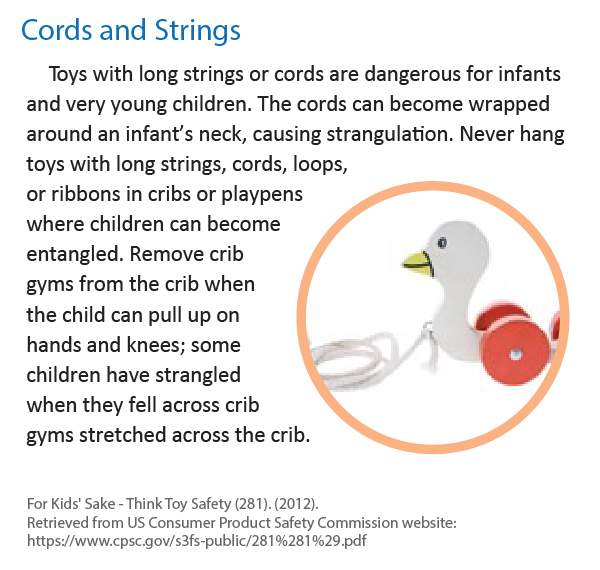 Cords and Strings
Toys with long strings or cords are dangerous for infants
and very young children. The cords can become wrapped
around an infant's neck, causing strangulation. Never hang
toys with long strings, cords, loops,
or ribbons in cribs or playpens
where children can become
entangled. Remove crib
gyms from the crib when
the child can pull up on
hands and knees; some
children have strangled
when they fell across crib
gyms stretched across the crib.
For Kids' Sake - Think Toy Safety (281). (2012).
Retrieved from US Consumer Product Safety Commission website:
https://www.cpsc.gov/s3fs-public/281%281%29.pdf